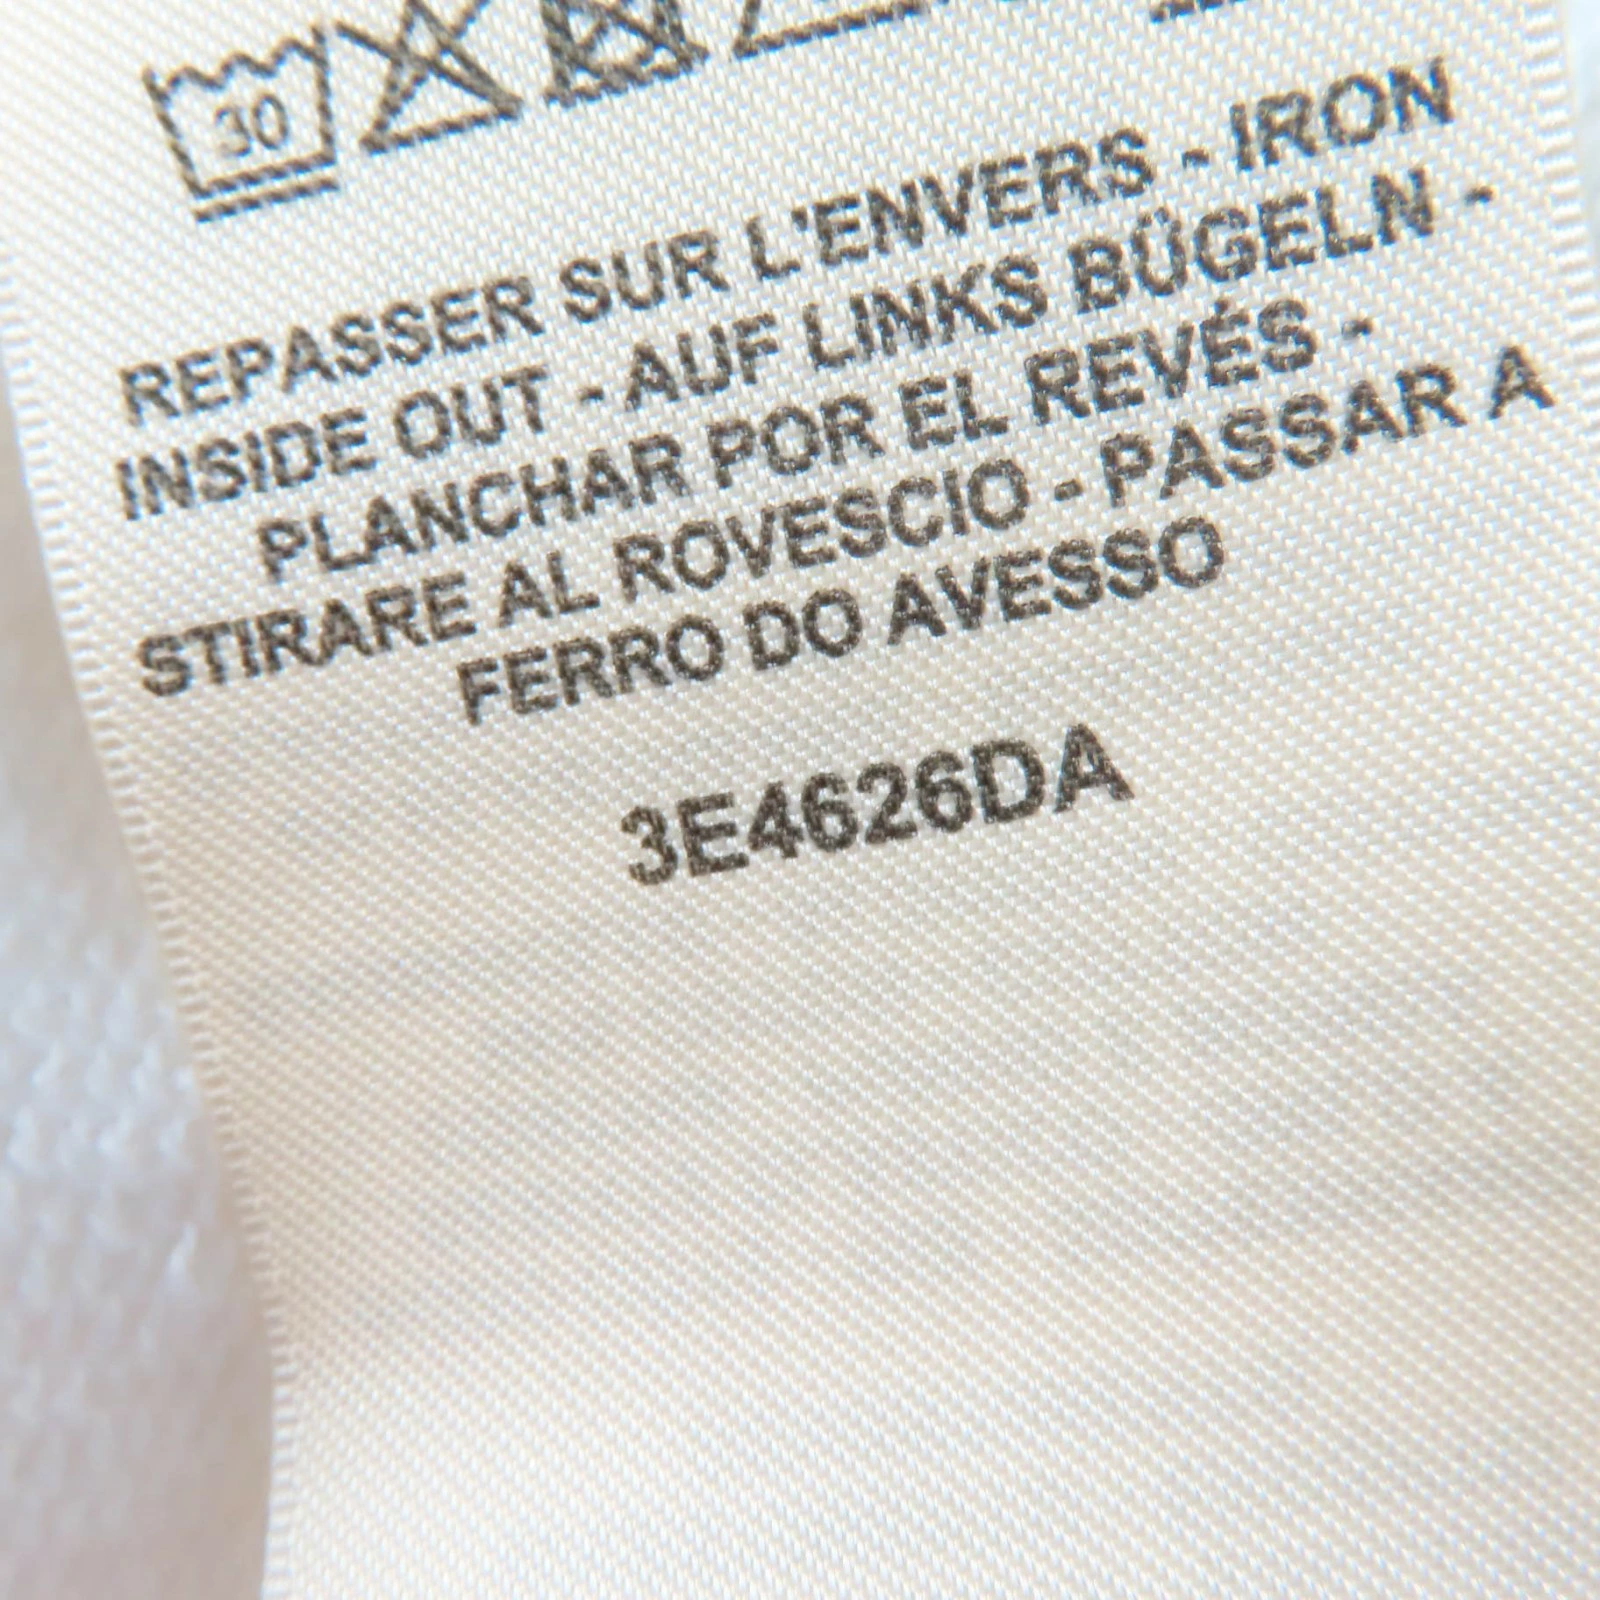 30
REPASSER SUR L'ENVERS - IRON
INSIDE OUT - AUF LINKS BÜGELN -
PLANCHAR POR EL REVÉS -
STIRARE AL ROVESCIO - PASSAR A
FERRO DO AVESSO
3E4626DA